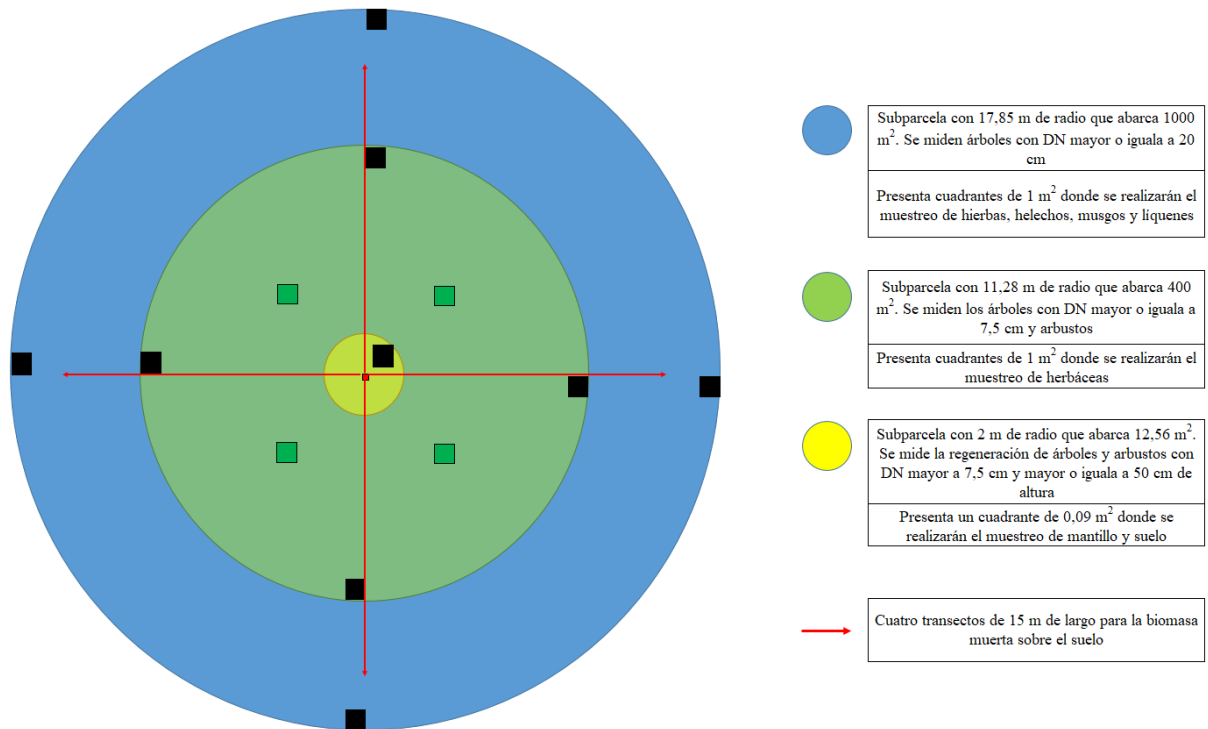 Subparcela con 17,85 m de radio que abarca 1000
m². Se miden árboles con DN mayor o iguala a 20
cm
Presenta cuadrantes de 1 m² donde se realizarán el
muestreo de hierbas, helechos, musgos y líquenes
Subparcela con 11,28 m de radio que abarca 400
m². Se miden los árboles con DN mayor o iguala a
7,5 cm y arbustos
Presenta cuadrantes de 1 m² donde se realizarán el
muestreo de herbáceas
Subparcela con 2 m de radio que abarca 12,56 m².
Se mide la regeneración de árboles y arbustos con
DN mayor a 7,5 cm y mayor o iguala a 50 cm de
altura
Presenta un cuadrante de 0,09 m² donde se
realizarán el muestreo de mantillo y suelo
Cuatro transectos de 15 m de largo para la biomasa
muerta sobre el suelo